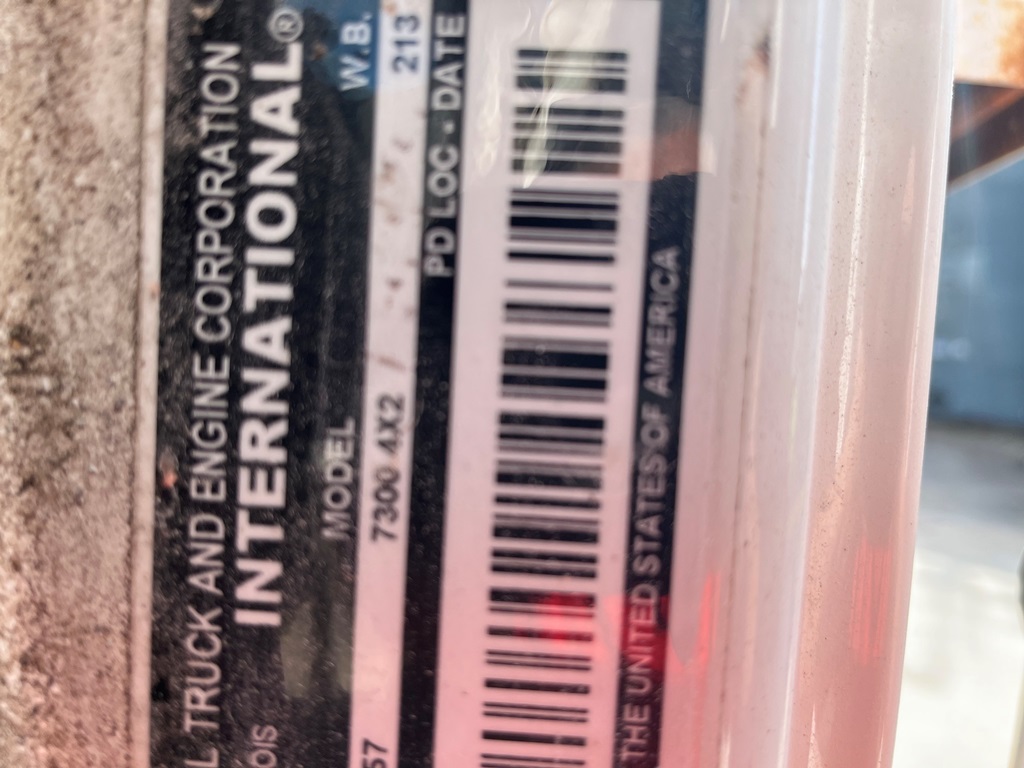 L TRUCK AND ENGINE CORPORATION
OIS INTERNATIONAL®
MODEL W.B.
57 7300 4X2 213
PD LOC - DATE
THE UNITED STATES OF AMERICA